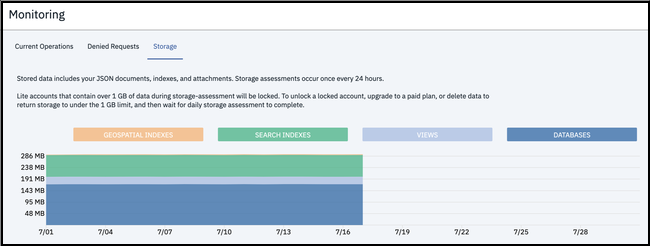 Monitoring
Current Operations Denied Requests Storage
Stored data includes your JSON documents, indexes, and attachments. Storage assessments occur once every 24 hours.
Lite accounts that contain over 1 GB of data during storage-assessment will be locked. To unlock a locked account, upgrade to a paid plan, or delete data to
return storage to under the 1 GB limit, and then wait for daily storage assessment to complete.
GEOSPATIAL INDEXES SEARCH INDEXES VIEWS DATABASES
286 MB
238 MB
191 MB
143 MB
95 MB
48 MB
7/01 7/04 7/07 7/10 7/13 7/16 7/19 7/22 7/25 7/28